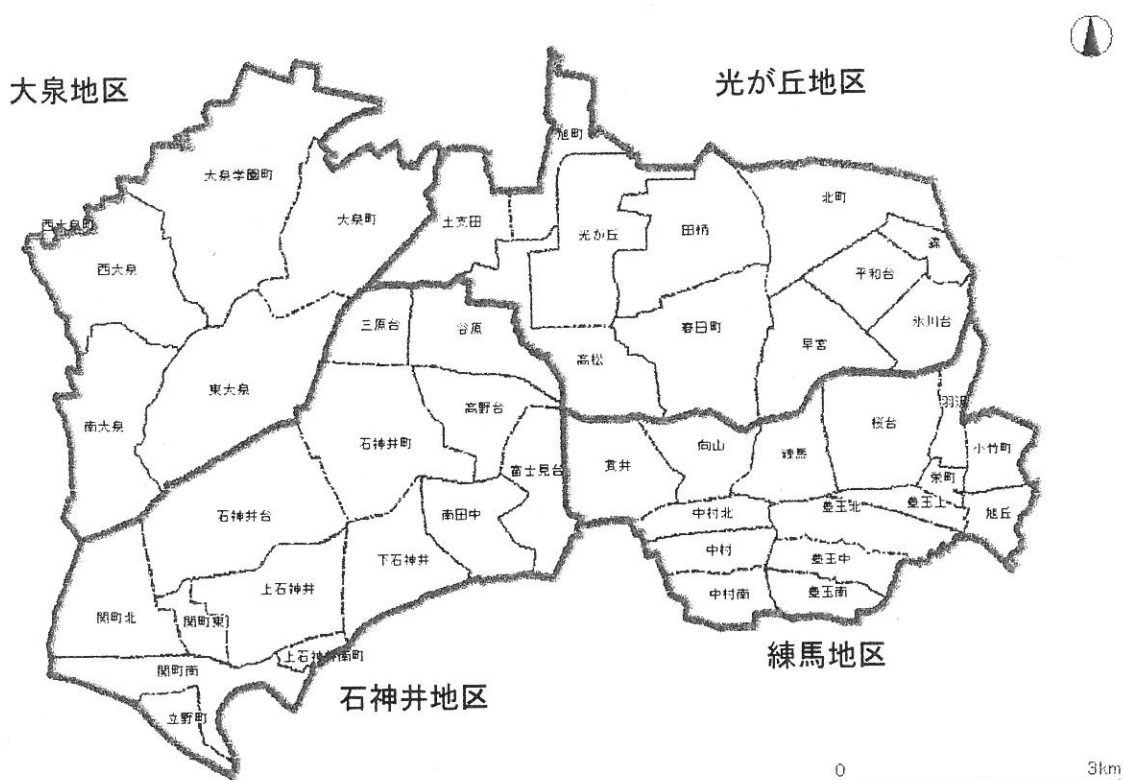 大泉地区
光が丘地区
旭町
大泉学園町
北町
西大泉町
大泉町
土支田
光が丘
田柄
錦
西大泉
平和台
三原台
谷原
春日町
氷川台
早宮
高松
東大泉
高野台
桜台
羽沢
南大泉
石神井町
向山
練馬
小竹町
富士見台
貫井
栄町
石神井台
南田中
中村北
豊玉北
豊玉上
旭丘
下石神井
中村
豊玉中
上石神井
関町北
関町東
中村南
豊玉南
上石神井南町
関町南
練馬地区
石神井地区
立野町
0
3km